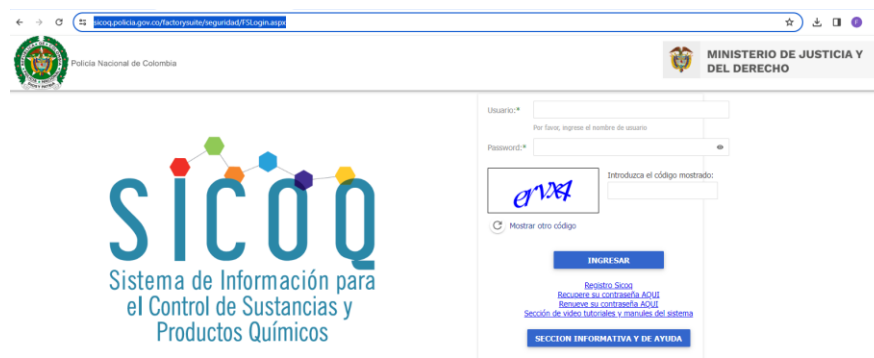 sicoq.policia.gov.co/factorysuite/seguridad/FSLogin.aspx
Policía Nacional de Colombia
MINISTERIO DE JUSTICIA Y
DEL DERECHO
SICOQ
Sistema de Información para
el Control de Sustancias y
Productos Químicos
Usuario:*
Por favor, ingrese el nombre de usuario
Password:*
Introduzca el código mostrado:
Mostrar otro código
INGRESAR
Registro Sicoq
Recupere su contraseña AQUI
Renueve su contraseña AQUI
Sección de video tutoriales y manules del sistema
SECCION INFORMATIVA Y DE AYUDA